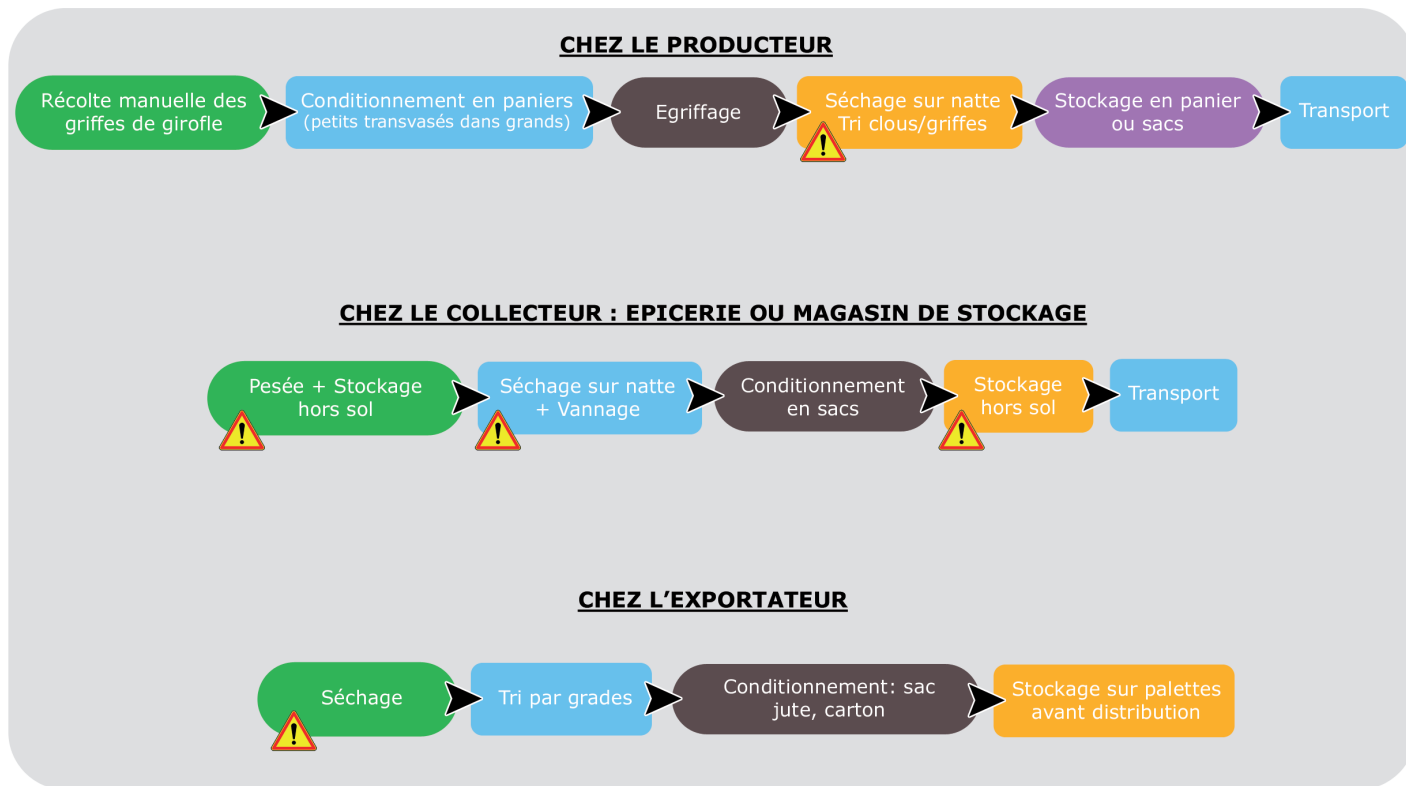 CHEZ LE PRODUCTEUR
Récolte manuelle des
griffes de girofle
Conditionnement en paniers
(petits transvasés dans grands)
Egriffage
Séchage sur natte
Tri clous/griffes
!
Stockage en panier
ou sacs
Transport
CHEZ LE COLLECTEUR : EPICERIE OU MAGASIN DE STOCKAGE
Pesée + Stockage
hors sol
!
Séchage sur natte
+ Vannage
!
Conditionnement
en sacs
Stockage
hors sol
!
Transport
CHEZ L’EXPORTATEUR
Séchage
!
Tri par grades
Conditionnement: sac
jute, carton
Stockage sur palettes
avant distribution